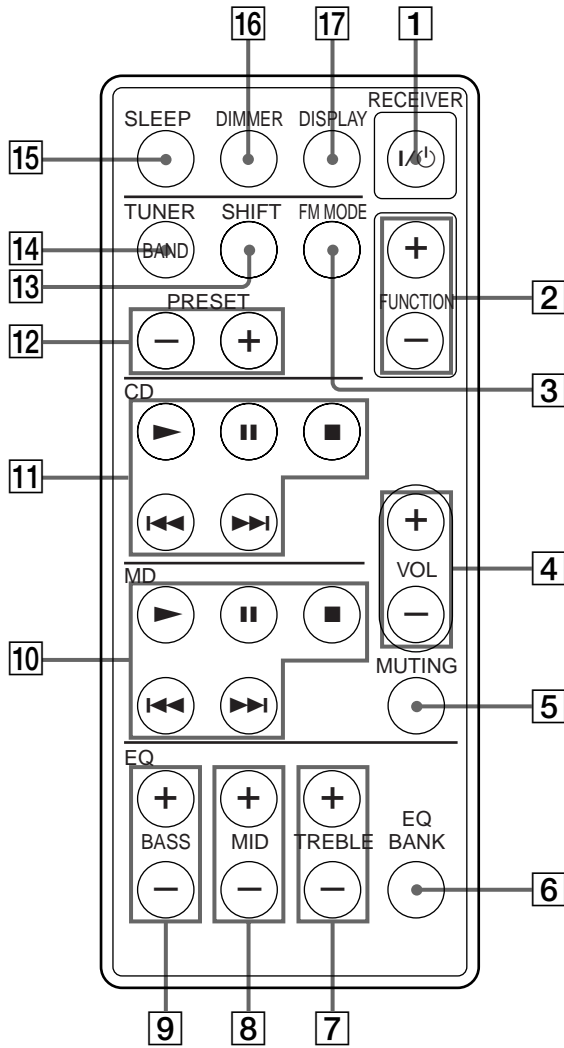 16 17 1
RECEIVER
SLEEP DIMMER DISPLAY
15 I/
TUNER SHIFT FM MODE
14 BAND +
13 FUNCTION 2
PRESET
12 − + −
3
CD
11
+
VOL 4
MD −
10
MUTING
5
EQ
+ + + EQ
BASS MID TREBLE BANK
− − − 6
9 8 7